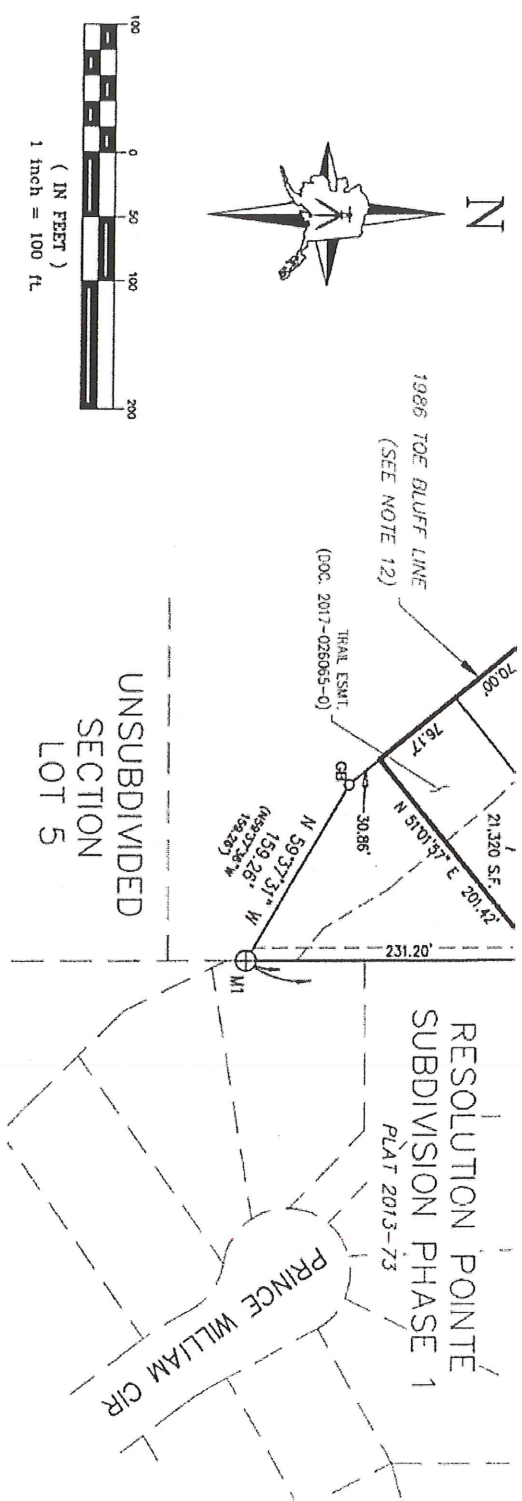 N
100
0
50
100
200
( IN FEET )
1 inch = 100 ft.
1986 TOE BLUFF LINE
(SEE NOTE 12)
70.00'
76.17'
TRAIL ESMT.
(DOC. 2017-026065-0)
21,320 S.F.
N 51°01'57" E 201.42'
GB
30.86'
N 59°37'31" W
159.26'
(N59°37'36"W
159.26')
231.20'
M1
UNSUBDIVIDED
SECTION
LOT 5
RESOLUTION POINTE
SUBDIVISION PHASE 1
PLAT 2013-73
PRINCE WILLIAM CIR